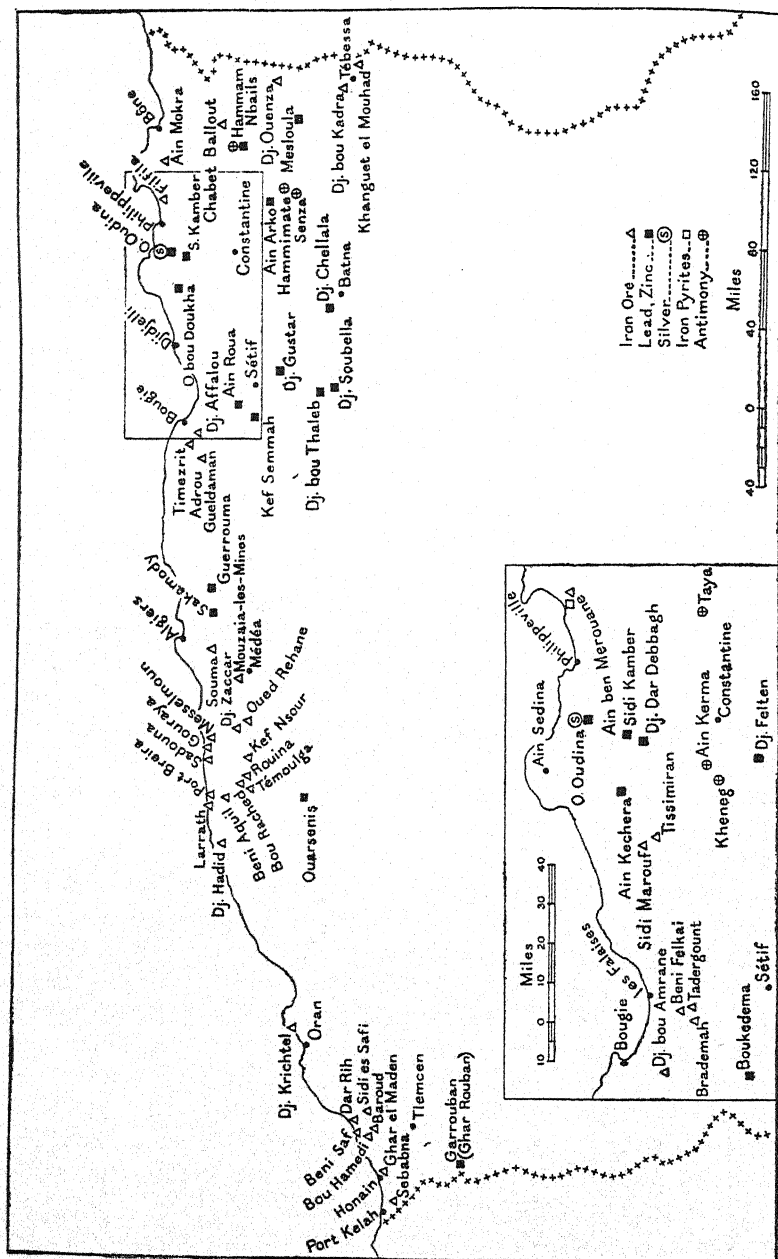 Bône
Filfila
Philippeville
O. Oudina
S
Djidjelli
Bougie
Ain Mokra
S. Kamber
Chabet Ballout
Hammam
Nbails
O. bou Doukha
Constantine
Dj. Ouenza
Mesloula
Ain Arko
Hammimate
Senza
Dj. Affalou
Ain Roua
Sétif
Dj. bou Kadra
Tébessa
Khanguet el Mouhad
Dj. Chellala
Batna
Dj. Gustar
Dj. Soubella
Dj. bou Thaleb
Kef Semmah
Timezrit
Adrou
Gueldaman
Sakamody
Guerrouma
Algiers
Souma
Mouzaia-les-Mines
Médéa
Dj. Zaccar
Oued Rehane
Messelmoun
Gouraya
Sadouna
Port Breira
Larrath
Dj. Hadid
Beni Aquil
Bou Rached
Kef Nsour
Rouina
Témoulga
Ouarsenis
Dj. Krichtel
Oran
Beni Saf
Dar Rih
Sidi es Safi
Bou Hamedi
Baroud
Ghar el Maden
Honain
Sebabna
Port Kelah
Tlemcen
Garrouban
(Ghar Rouban)
Iron Ore
Lead, Zinc
Silver S
Iron Pyrites
Antimony
Miles
40 0 40 80 120 160
Miles
10 0 10 20 30 40
Bougie
les Falaises
Dj. bou Amrane
Beni Felkai
Tadergount
Brademah
Boukedema
Sétif
Ain Sedina
O. Oudina S
Philippeville
Ain ben Merouane
Sidi Kamber
Dj. Dar Debbagh
Ain Kechera
Sidi Marouf
Tissimiran
Taya
Ain Kerma
Kheneg
Constantine
Dj. Felten